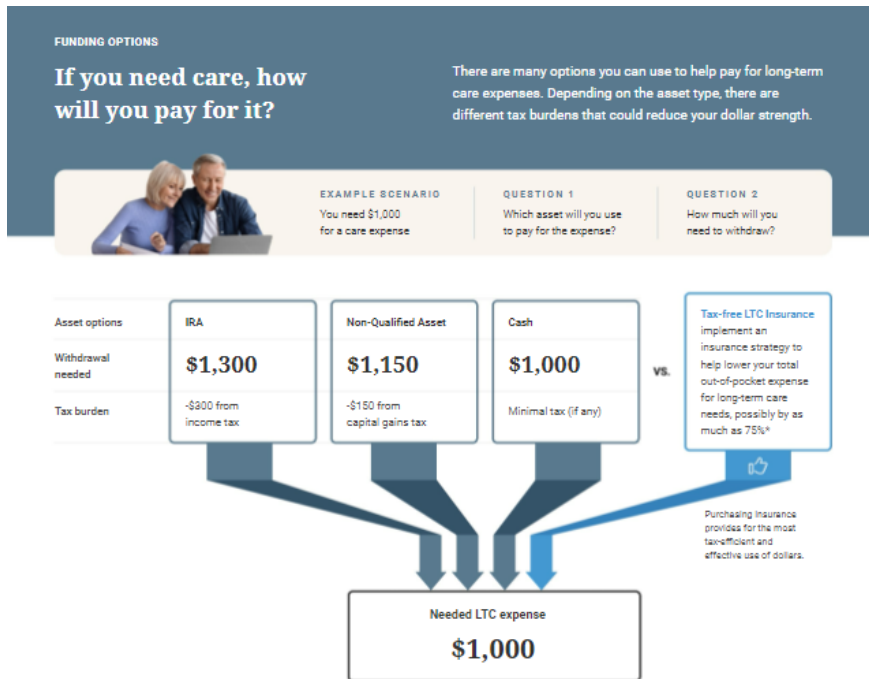 FUNDING OPTIONS
If you need care, how
will you pay for it?
There are many options you can use to help pay for long-term
care expenses. Depending on the asset type, there are
different tax burdens that could reduce your dollar strength.
EXAMPLE SCENARIO
You need $1,000
for a care expense
QUESTION 1
Which asset will you use
to pay for the expense?
QUESTION 2
How much will you
need to withdraw?
Asset options
IRA
Non-Qualified Asset
Cash
Withdrawal
needed
$1,300
$1,150
$1,000
Tax burden
-$300 from
income tax
-$150 from
capital gains tax
Minimal tax (if any)
vs.
Tax-free LTC Insurance
implement an
insurance strategy to
help lower your total
out-of-pocket expense
for long-term care
needs, possibly by as
much as 75%*
Purchasing insurance
provides for the most
tax-efficient and
effective use of dollars.
Needed LTC expense
$1,000